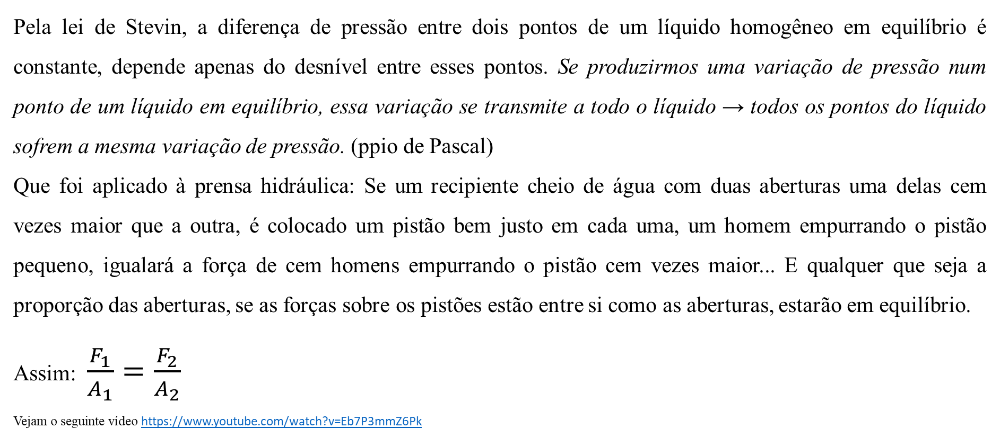 Pela lei de Stevin, a diferença de pressão entre dois pontos de um líquido homogêneo em equilíbrio é
constante, depende apenas do desnível entre esses pontos. Se produzirmos uma variação de pressão num
ponto de um líquido em equilíbrio, essa variação se transmite a todo o líquido → todos os pontos do líquido
sofrem a mesma variação de pressão. (ppio de Pascal)
Que foi aplicado à prensa hidráulica: Se um recipiente cheio de água com duas aberturas uma delas cem
vezes maior que a outra, é colocado um pistão bem justo em cada uma, um homem empurrando o pistão
pequeno, igualará a força de cem homens empurrando o pistão cem vezes maior... E qualquer que seja a
proporção das aberturas, se as forças sobre os pistões estão entre si como as aberturas, estarão em equilíbrio.
Assim: F₁/A₁ = F₂/A₂
Vejam o seguinte vídeo https://www.youtube.com/watch?v=Eb7P3mmZ6Pk